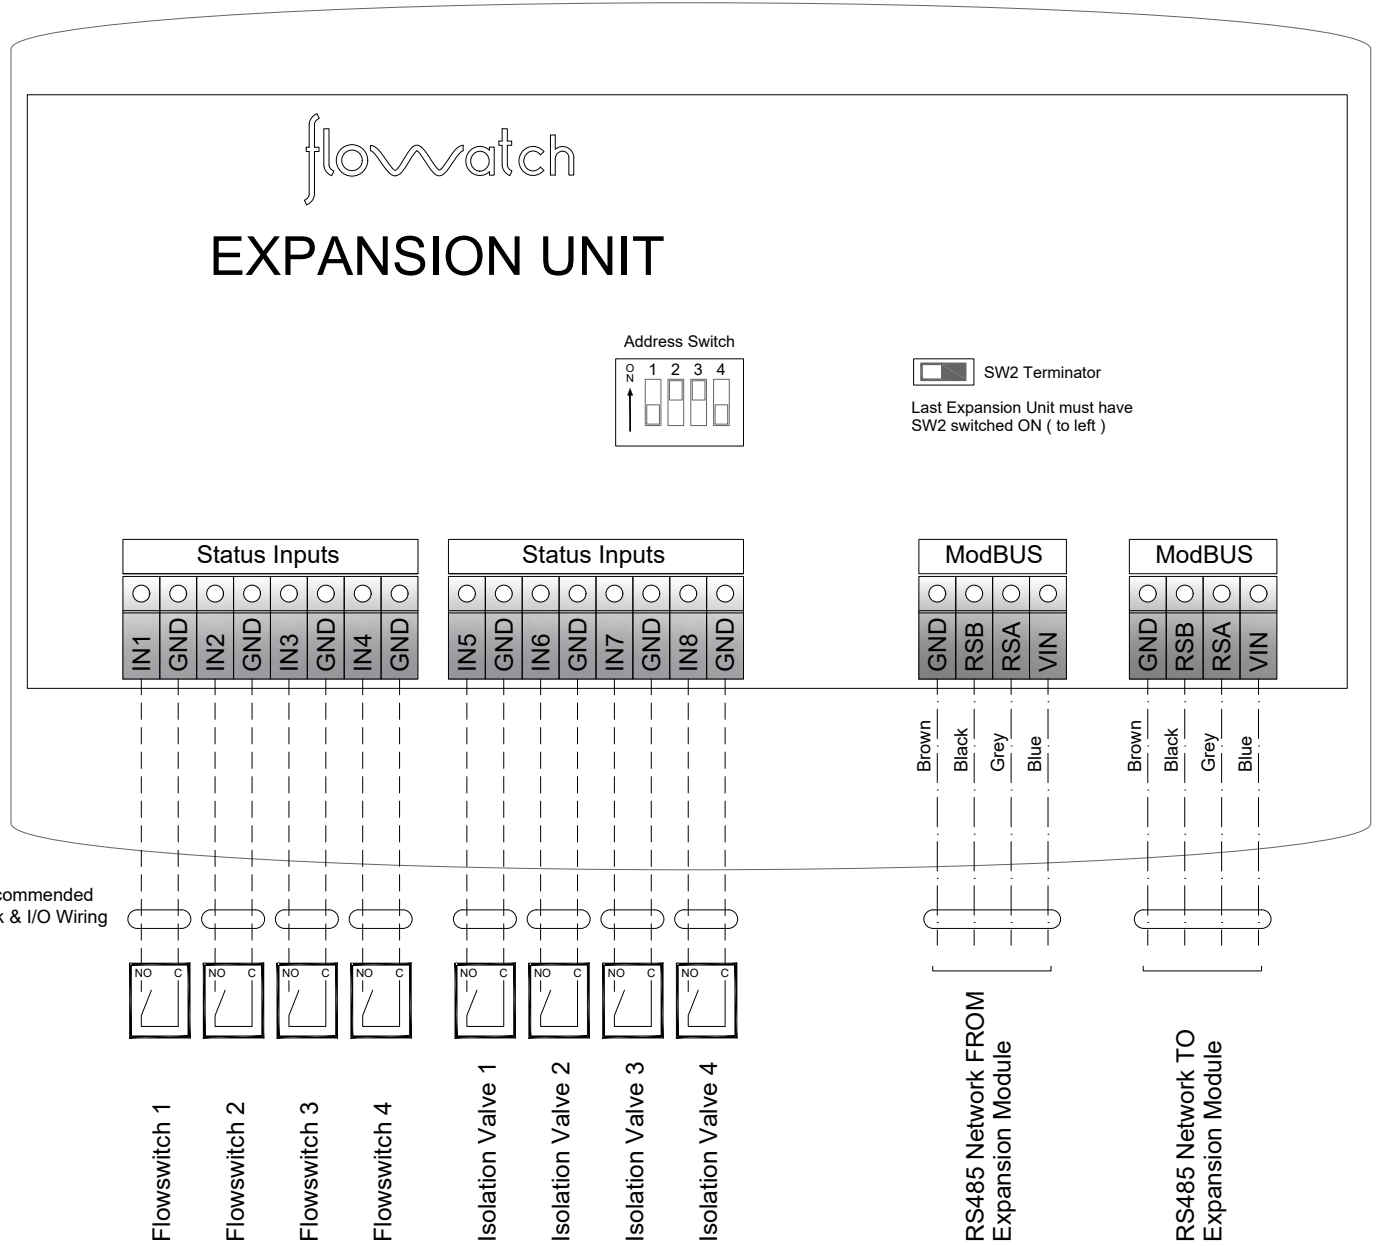 flowatch
EXPANSION UNIT
Address Switch
ON 1 2 3 4
SW2 Terminator
Last Expansion Unit must have
SW2 switched ON ( to left )
Status Inputs
Status Inputs
ModBUS
ModBUS
IN1 GND IN2 GND IN3 GND IN4 GND
IN5 GND IN6 GND IN7 GND IN8 GND
GND RSB RSA VIN
GND RSB RSA VIN
Brown Black Grey Blue
Brown Black Grey Blue
commended
k & I/O Wiring
NO C NO C NO C NO C
NO C NO C NO C NO C
Flowswitch 1
Flowswitch 2
Flowswitch 3
Flowswitch 4
Isolation Valve 1
Isolation Valve 2
Isolation Valve 3
Isolation Valve 4
RS485 Network FROM
Expansion Module
RS485 Network TO
Expansion Module